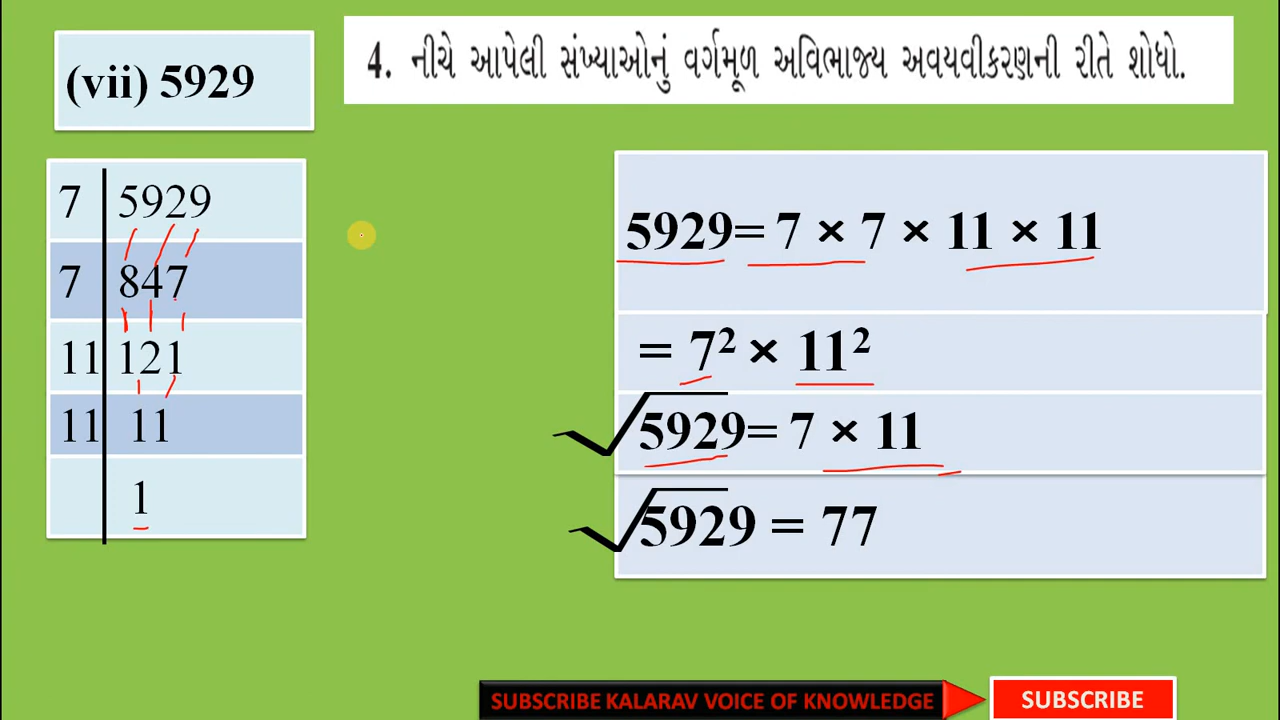 (vii) 5929
4. નીચે આપેલી સંખ્યાઓનું વર્ગમૂળ અવિભાજ્ય અવયવીકરણની રીતે શોધો.
7 5929
7 847
11 121
11 11
1
5929= 7 × 7 × 11 × 11
= 7² × 11²
√5929= 7 × 11
√5929 = 77
SUBSCRIBE KALARAV VOICE OF KNOWLEDGE
SUBSCRIBE